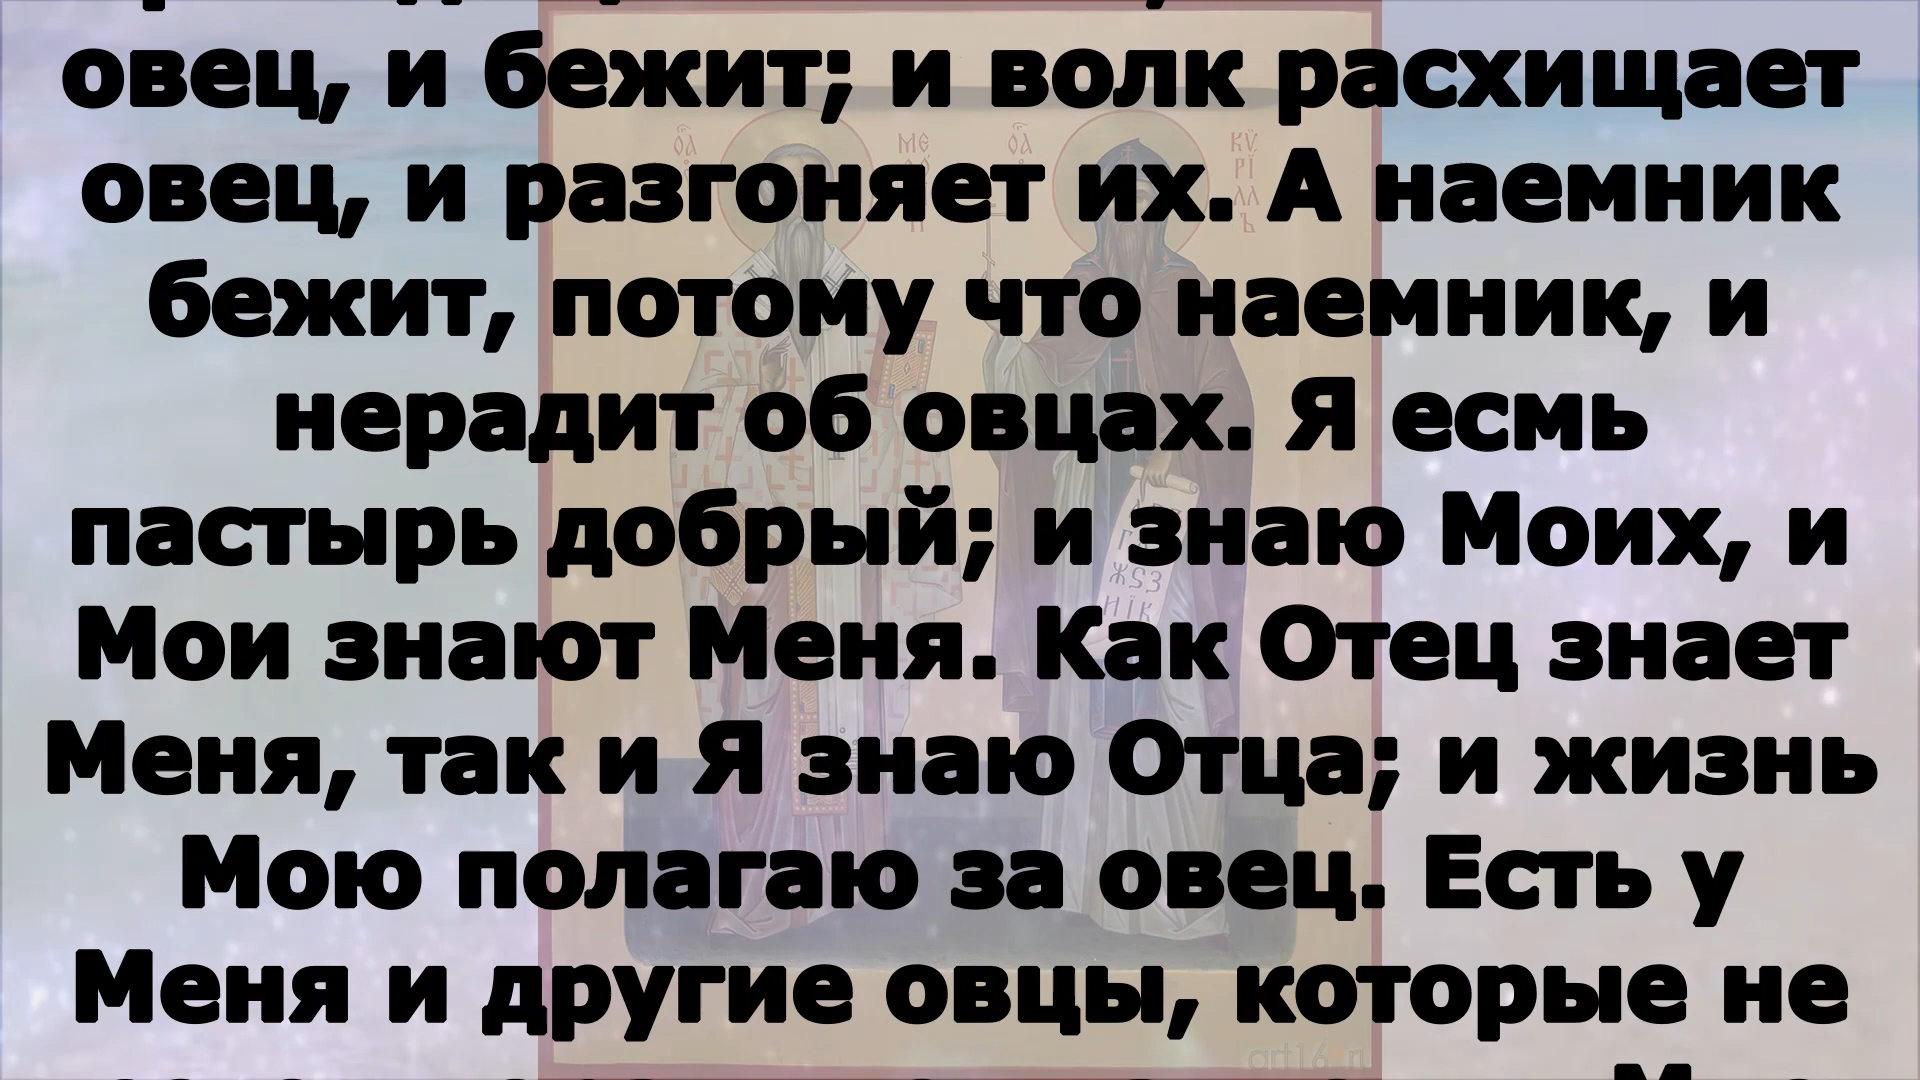 овец, и бежит; и волк расхищает
овец, и разгоняет их. А наемник
бежит, потому что наемник, и
нерадит об овцах. Я есмь
пастырь добрый; и знаю Моих, и
Мои знают Меня. Как Отец знает
Меня, так и Я знаю Отца; и жизнь
Мою полагаю за овец. Есть у
Меня и другие овцы, которые не